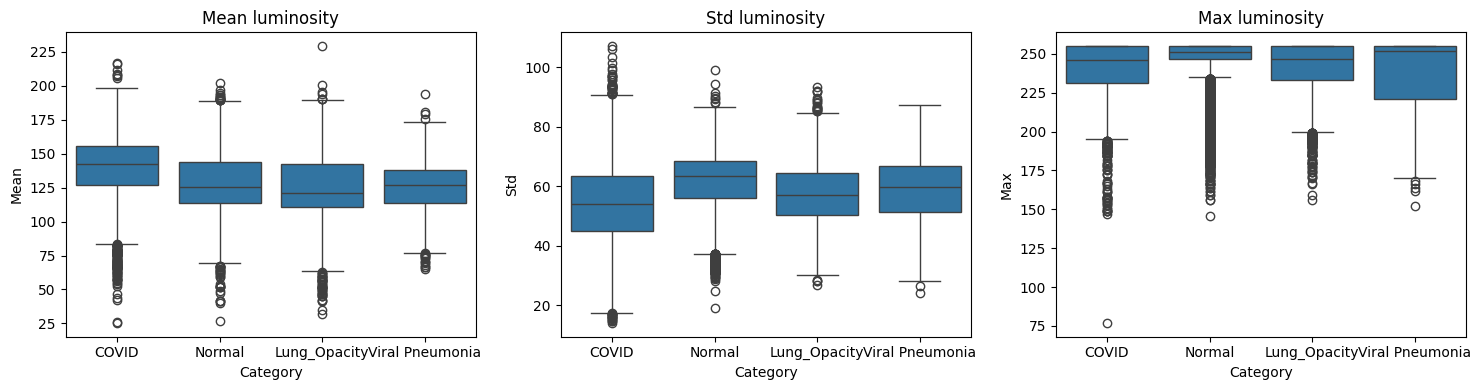 Mean luminosity
Mean
225
200
175
150
125
100
75
50
25
COVID
Normal
Lung_Opacity
Viral Pneumonia
Category
Std luminosity
Std
100
80
60
40
20
COVID
Normal
Lung_Opacity
Viral Pneumonia
Category
Max luminosity
Max
250
225
200
175
150
125
100
75
COVID
Normal
Lung_Opacity
Viral Pneumonia
Category